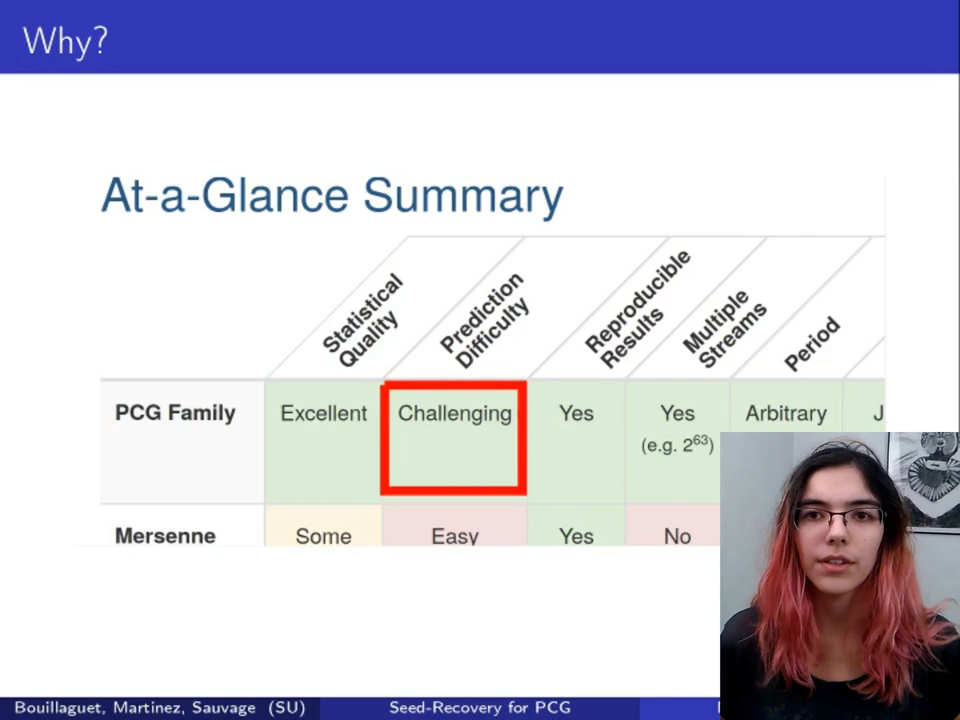 Why?
At-a-Glance Summary
Statistical
Quality
Prediction
Difficulty
Reproducible
Results
Multiple
Streams
Period
PCG Family Excellent Challenging Yes Yes Arbitrary J
(e.g. 2⁶³)
Mersenne Some Easy Yes No
Bouillaguet, Martinez, Sauvage (SU) Seed-Recovery for PCG